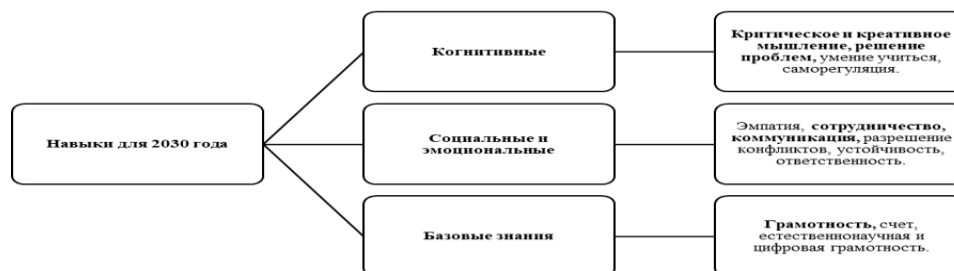 Навыки для 2030 года
Когнитивные
Критическое и креативное
мышление, решение
проблем, умение учиться,
саморегуляция.
Социальные и
эмоциональные
Эмпатия, сотрудничество,
коммуникация, разрешение
конфликтов, устойчивость,
ответственность.
Базовые знания
Грамотность, счет,
естественнонаучная и
цифровая грамотность.